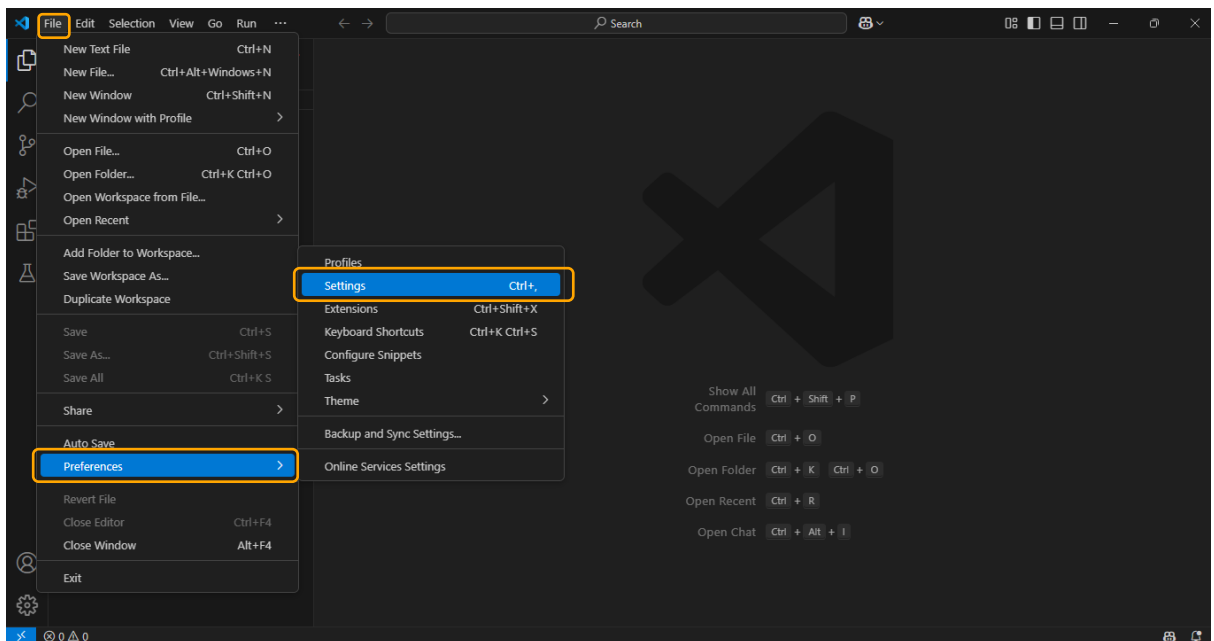 File Edit Selection View Go Run ··· Search
New Text File Ctrl+N
New File... Ctrl+Alt+Windows+N
New Window Ctrl+Shift+N
New Window with Profile
Open File... Ctrl+O
Open Folder... Ctrl+K Ctrl+O
Open Workspace from File...
Open Recent
Add Folder to Workspace...
Save Workspace As...
Duplicate Workspace
Save Ctrl+S
Save As... Ctrl+Shift+S
Save All Ctrl+K S
Share
Auto Save
Preferences
Revert File
Close Editor Ctrl+F4
Close Window Alt+F4
Exit
Profiles
Settings Ctrl+,
Extensions Ctrl+Shift+X
Keyboard Shortcuts Ctrl+K Ctrl+S
Configure Snippets
Tasks
Theme
Backup and Sync Settings...
Online Services Settings
Show All
Commands Ctrl + Shift + P
Open File Ctrl + O
Open Folder Ctrl + K Ctrl + O
Open Recent Ctrl + R
Open Chat Ctrl + Alt + I
0 0